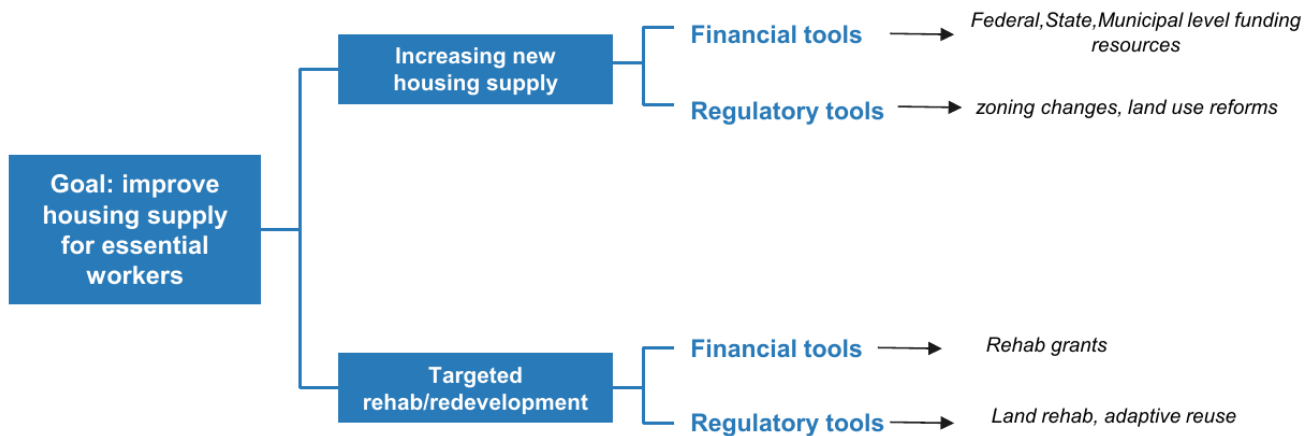 Goal: improve
housing supply
for essential
workers
Increasing new
housing supply
Financial tools
Federal,State,Municipal level funding
resources
Regulatory tools
zoning changes, land use reforms
Targeted
rehab/redevelopment
Financial tools
Rehab grants
Regulatory tools
Land rehab, adaptive reuse